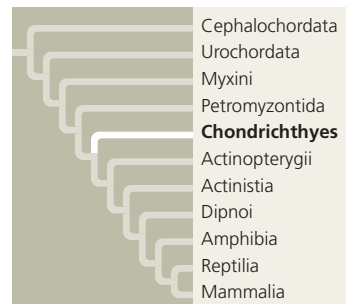 Cephalochordata
Urochordata
Myxini
Petromyzontida
Chondrichthyes
Actinopterygii
Actinistia
Dipnoi
Amphibia
Reptilia
Mammalia